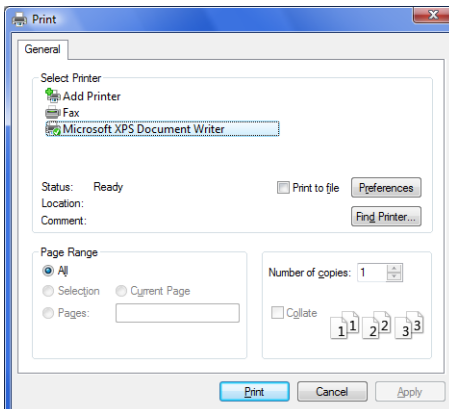 Print
General
Select Printer
Add Printer
Fax
Microsoft XPS Document Writer
Status: Ready
Print to file
Preferences
Location:
Comment:
Find Printer...
Page Range
All
Selection
Current Page
Pages:
Number of copies: 1
Collate
1 1 2 2 3 3
Print
Cancel
Apply